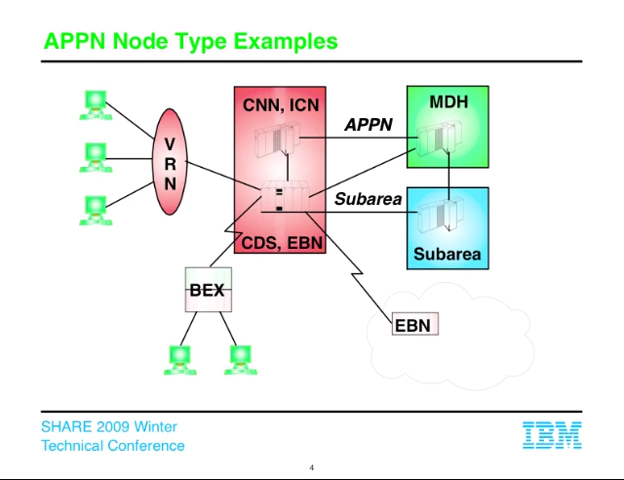 APPN Node Type Examples
CNN, ICN
MDH
APPN
V
R
N
Subarea
CDS, EBN
Subarea
BEX
EBN
SHARE 2009 Winter
Technical Conference
IBM
4